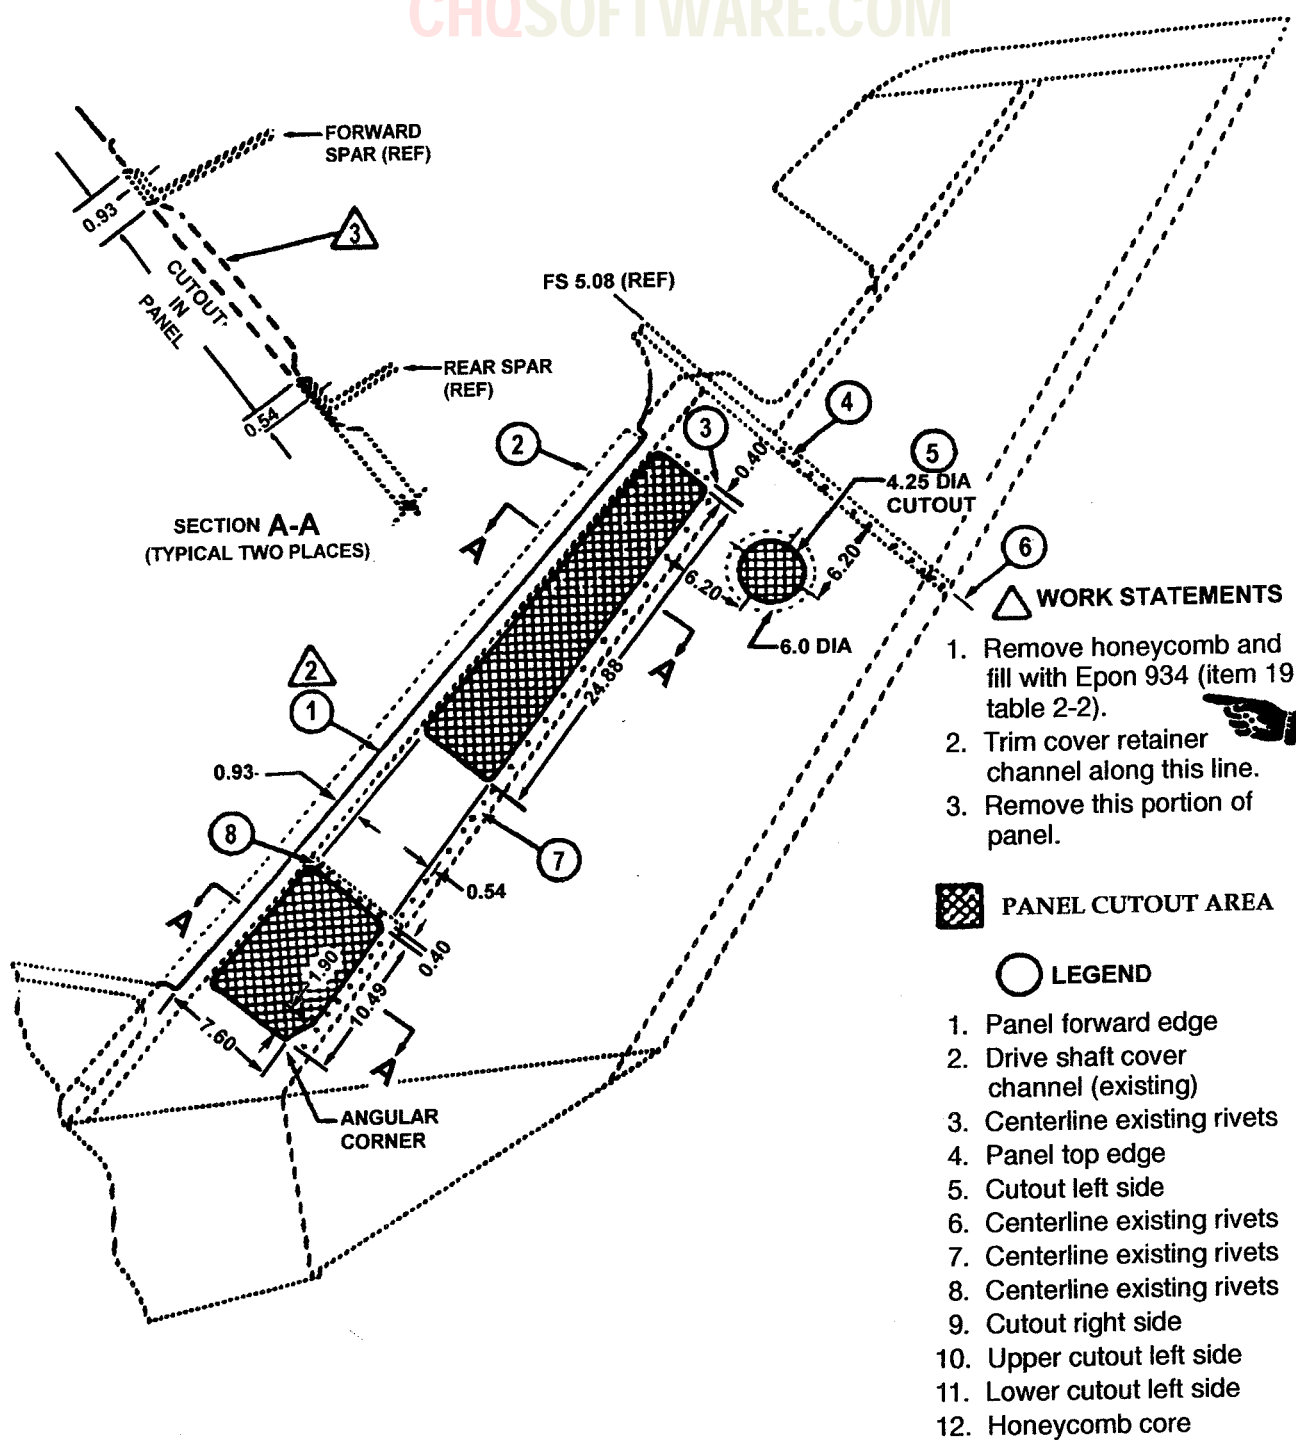 CHQSOFTWARE.COM
FORWARD
SPAR (REF)
0.93
3
CUTOUT
IN
PANEL
FS 5.08 (REF)
REAR SPAR
(REF)
0.54
SECTION A-A
(TYPICAL TWO PLACES)
2
3
4
0.40
5
4.25 DIA
CUTOUT
A
6
6.20
6.20
6.0 DIA
A
24.88
2
1
0.93
8
7
0.54
A
0.40
1.90
10.49
7.60
A
ANGULAR
CORNER
WORK STATEMENTS
1. Remove honeycomb and
fill with Epon 934 (item 19
table 2-2).
2. Trim cover retainer
channel along this line.
3. Remove this portion of
panel.
PANEL CUTOUT AREA
LEGEND
1. Panel forward edge
2. Drive shaft cover
channel (existing)
3. Centerline existing rivets
4. Panel top edge
5. Cutout left side
6. Centerline existing rivets
7. Centerline existing rivets
8. Centerline existing rivets
9. Cutout right side
10. Upper cutout left side
11. Lower cutout left side
12. Honeycomb core